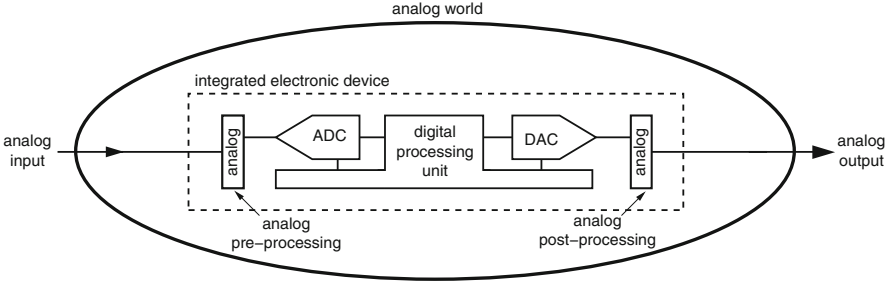 analog world
integrated electronic device
analog
input
analog
ADC
digital
processing
unit
DAC
analog
analog
output
analog
pre-processing
analog
post-processing